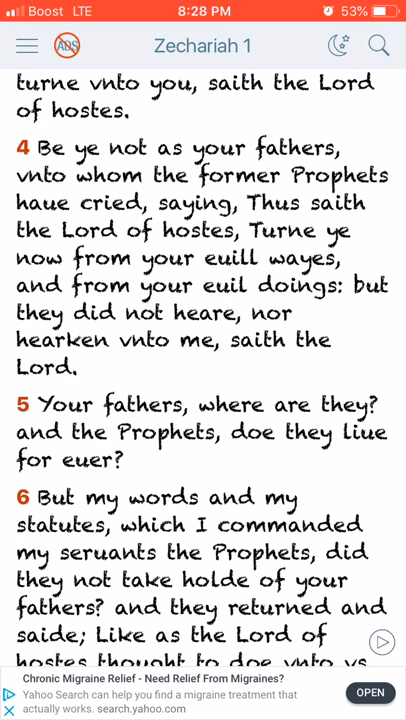 Boost LTE 8:28 PM 53%
ADS Zechariah 1
turne vnto you, saith the Lord
of hostes.
4 Be ye not as your fathers,
vnto whom the former Prophets
haue cried, saying, Thus saith
the Lord of hostes, Turne ye
now from your euill wayes,
and from your euil doings: but
they did not heare, nor
hearken vnto me, saith the
Lord.
5 Your fathers, where are they?
and the Prophets, doe they liue
for euer?
6 But my words and my
statutes, which I commanded
my seruants the Prophets, did
they not take holde of your
fathers? and they returned and
saide; Like as the Lord of
hostes thought to doe vnto vs
Chronic Migraine Relief - Need Relief From Migraines?
Yahoo Search can help you find a migraine treatment that
actually works. search.yahoo.com
OPEN